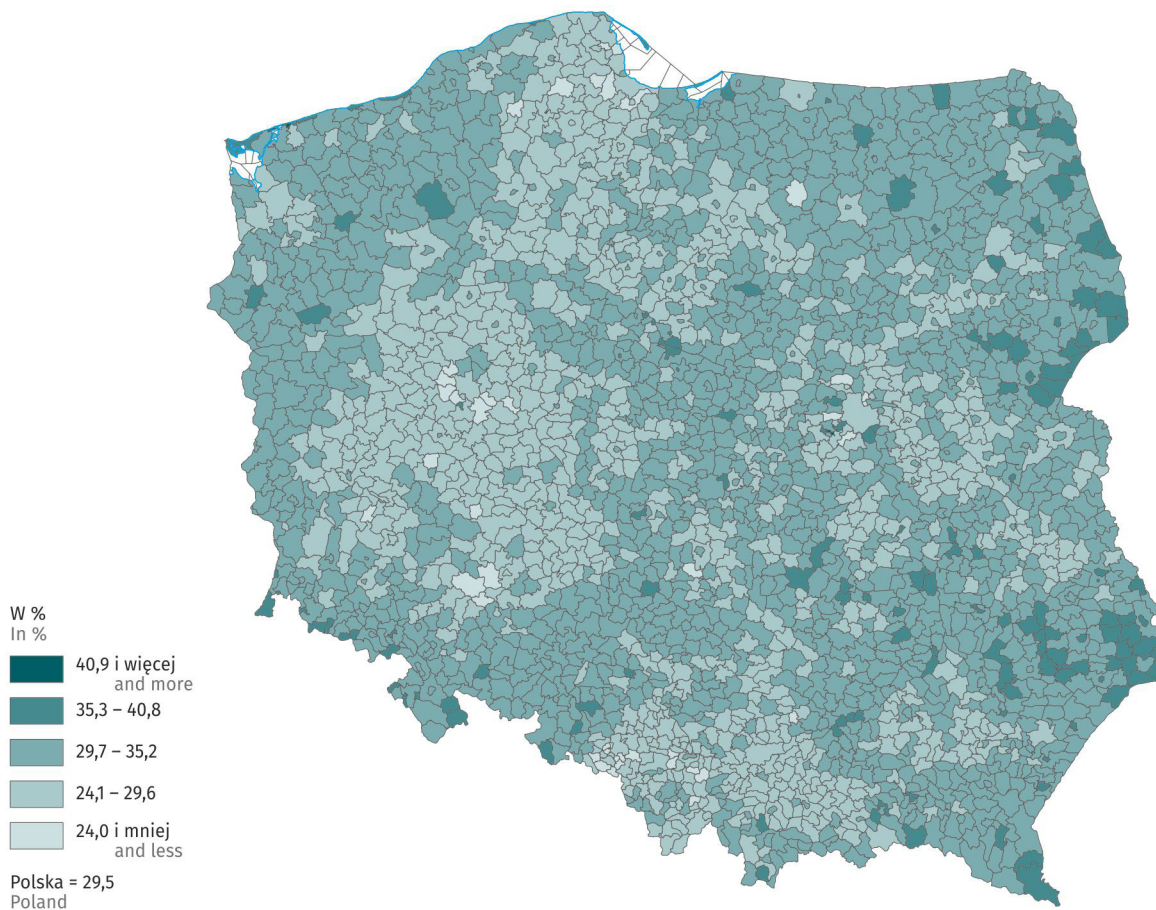 W %
In %
40,9 i więcej
and more
35,3 – 40,8
29,7 – 35,2
24,1 – 29,6
24,0 i mniej
and less
Polska = 29,5
Poland